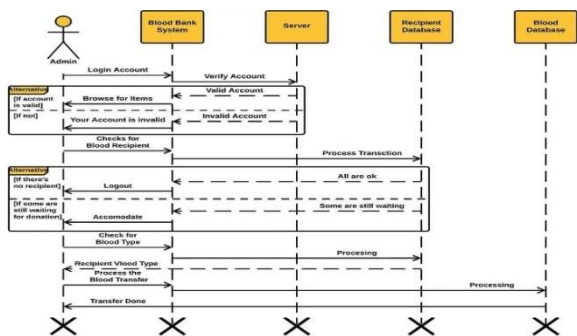 Blood Bank
System
Server
Recipient
Database
Blood
Database
Admin
Login Account
Verify Account
Alternative
[If account
is valid]
Valid Account
Browse for Items
[If not]
Invalid Account
Your Account is invalid
Checks for
Blood Recipient
Process Transction
Alternative
[If there's
no recipient]
All are ok
Logout
[If some are
still waiting
for donation]
Some are still waiting
Accomodate
Check for
Blood Type
Procesing
Recipient Vlood Type
Process the
Blood Transfer
Processing
Transfer Done